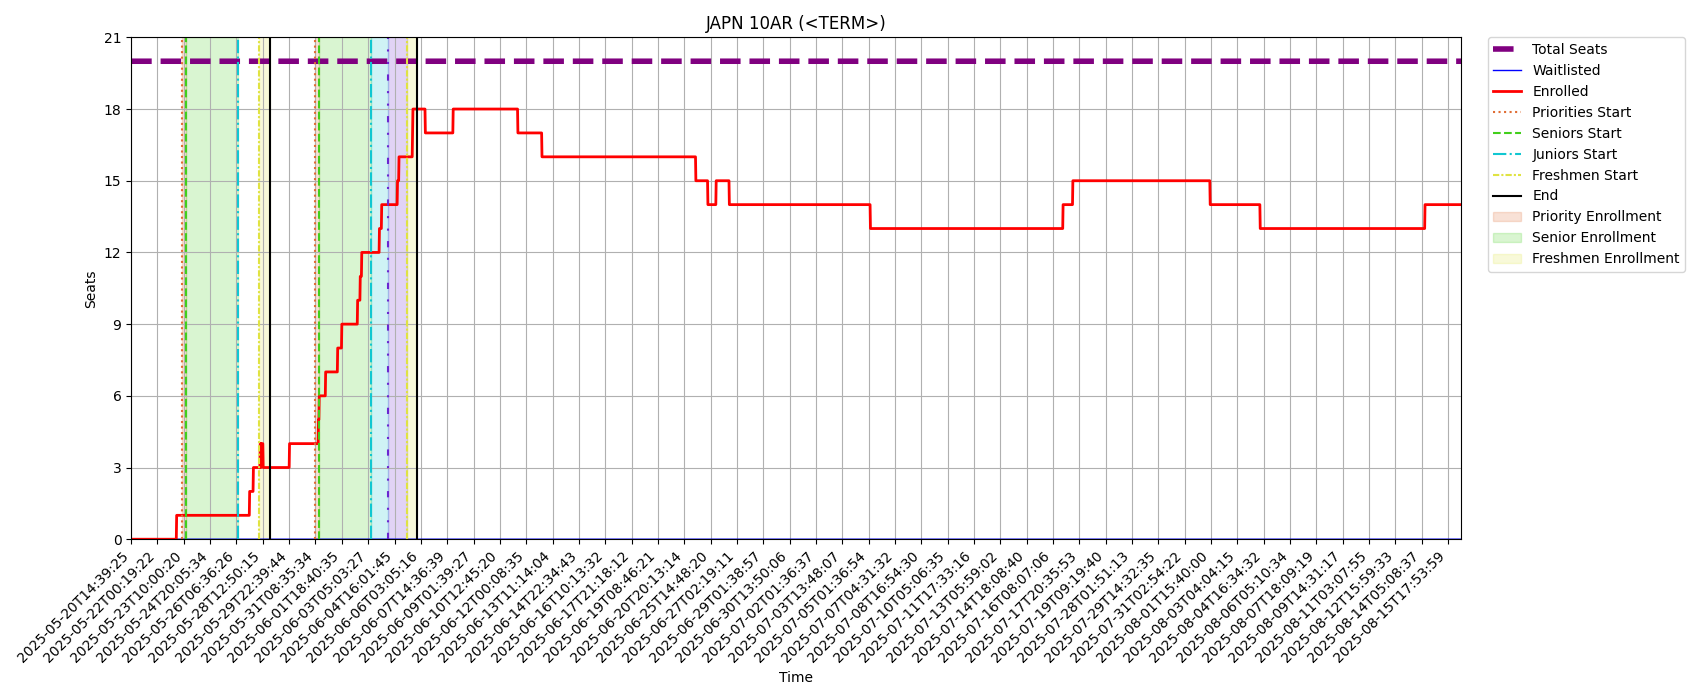 JAPN 10AR (<TERM>)
21
18
15
12
9
6
3
0
Seats
2025-05-20T14:39:25
2025-05-22T00:19:22
2025-05-23T10:00:20
2025-05-24T20:05:34
2025-05-26T06:36:26
2025-05-28T12:50:15
2025-05-29T22:39:44
2025-05-31T08:35:34
2025-06-01T18:40:35
2025-06-03T05:03:27
2025-06-04T16:01:45
2025-06-06T03:05:16
2025-06-07T14:36:39
2025-06-09T01:39:27
2025-06-10T12:45:20
2025-06-12T00:08:35
2025-06-13T11:14:04
2025-06-14T22:34:43
2025-06-16T10:13:32
2025-06-17T21:18:12
2025-06-19T08:46:21
2025-06-20T20:13:14
2025-06-25T14:48:20
2025-06-27T02:19:11
2025-06-29T01:38:57
2025-06-30T13:50:06
2025-07-02T01:36:37
2025-07-03T13:48:07
2025-07-05T01:36:54
2025-07-07T04:31:32
2025-07-08T16:54:30
2025-07-10T05:06:35
2025-07-11T17:33:16
2025-07-13T05:59:02
2025-07-14T18:08:40
2025-07-16T08:07:06
2025-07-17T20:35:53
2025-07-19T09:19:40
2025-07-28T01:51:13
2025-07-29T14:32:35
2025-07-31T02:54:22
2025-08-01T15:40:00
2025-08-03T04:04:15
2025-08-04T16:34:32
2025-08-06T05:10:34
2025-08-07T18:09:19
2025-08-09T14:31:17
2025-08-11T03:07:55
2025-08-12T15:59:33
2025-08-14T05:08:37
2025-08-15T17:53:59
Time
Total Seats
Waitlisted
Enrolled
Priorities Start
Seniors Start
Juniors Start
Freshmen Start
End
Priority Enrollment
Senior Enrollment
Freshmen Enrollment